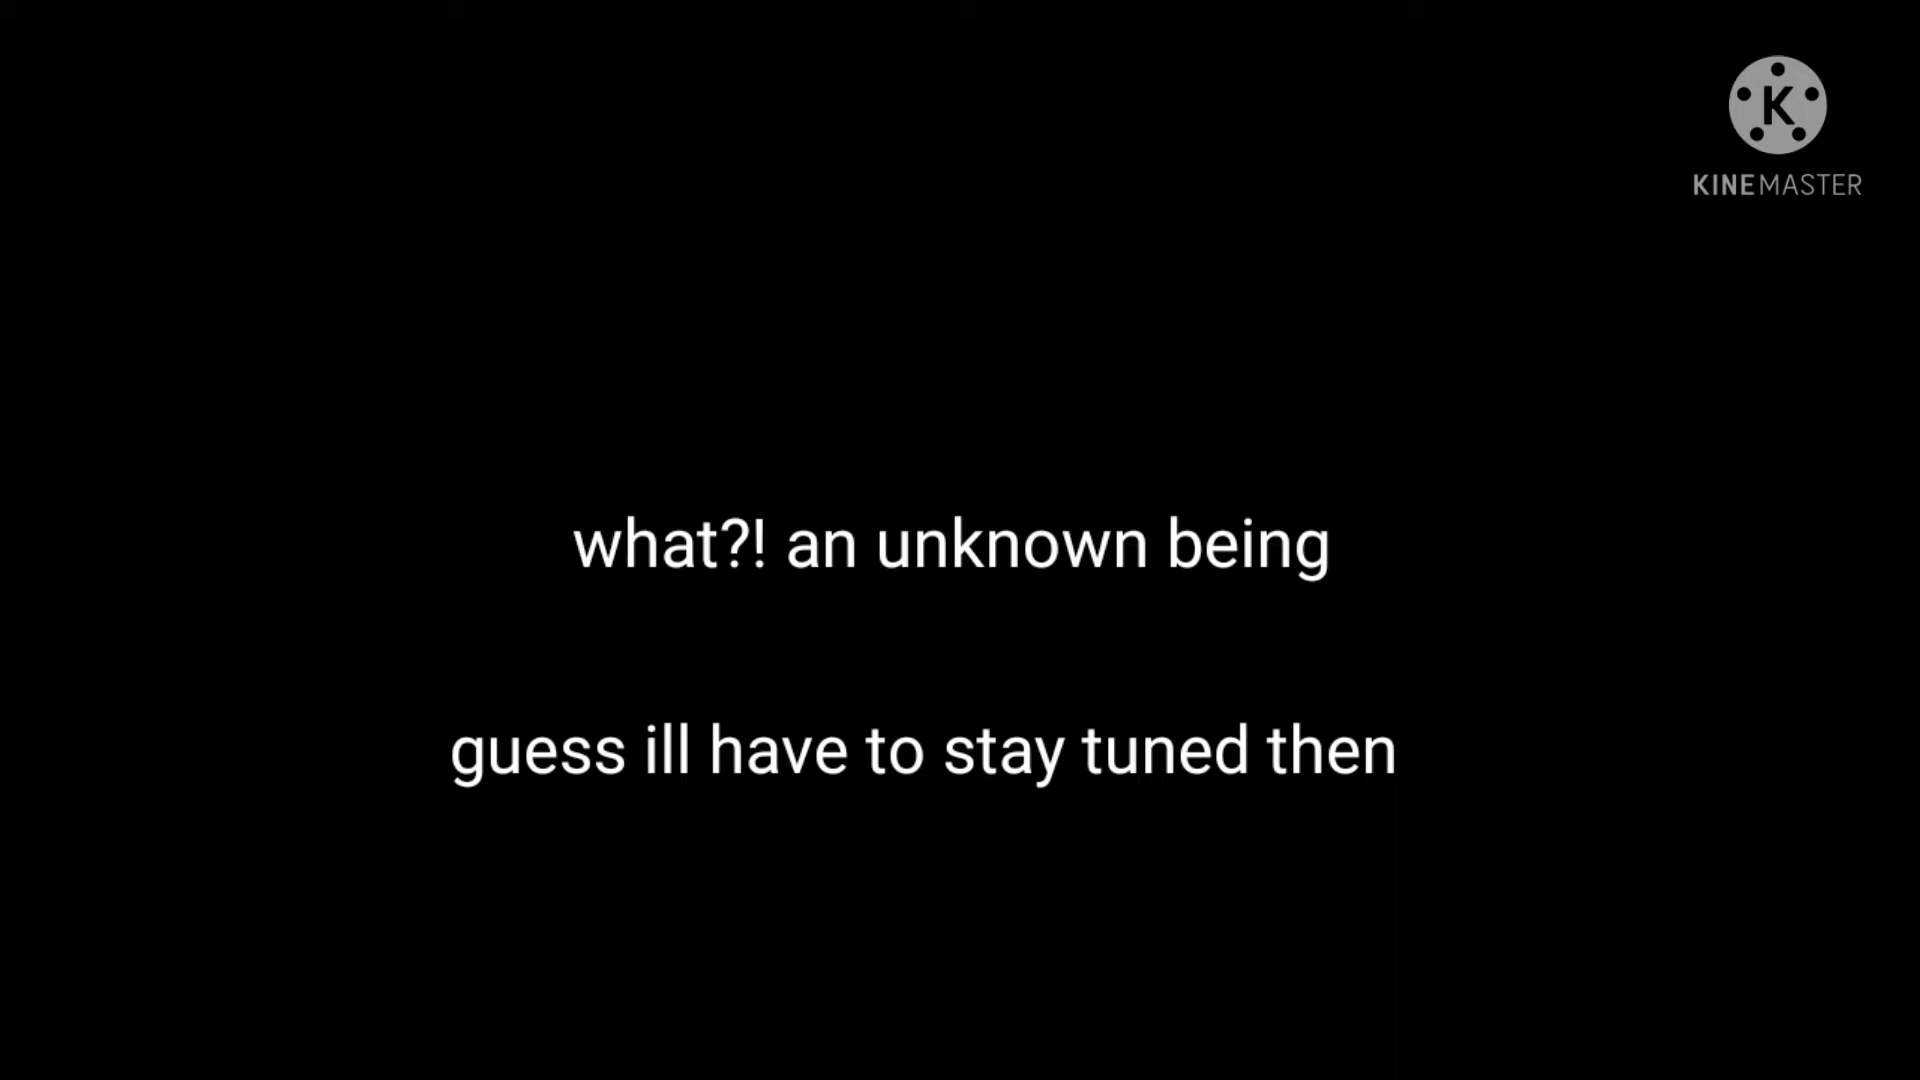 K
KINEMASTER
what?! an unknown being
guess ill have to stay tuned then